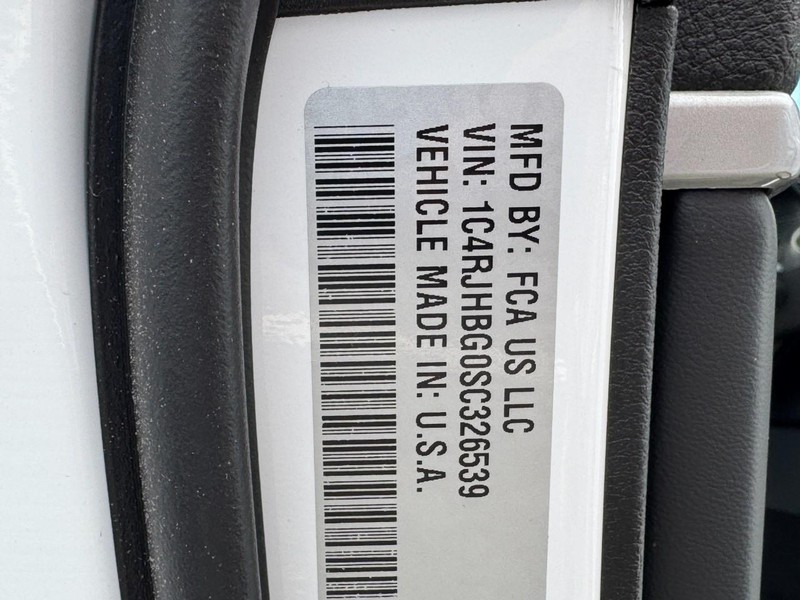 MFD BY: FCA US LLC
VIN: 1C4RJHBG0SC326539
VEHICLE MADE IN: U.S.A.